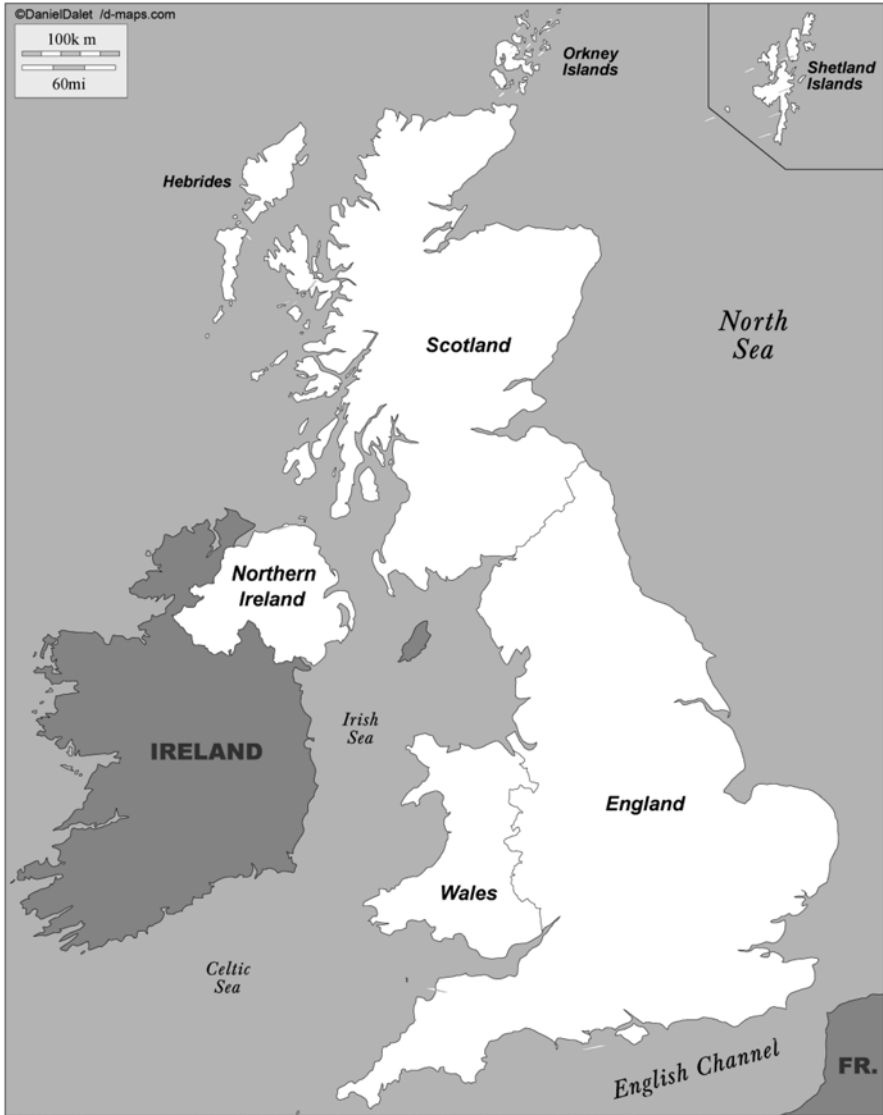 ©DanielDalet /d-maps.com
100k m
60mi
Orkney
Islands
Shetland
Islands
Hebrides
North
Sea
Scotland
Northern
Ireland
Irish
Sea
IRELAND
England
Wales
Celtic
Sea
English Channel
FR.